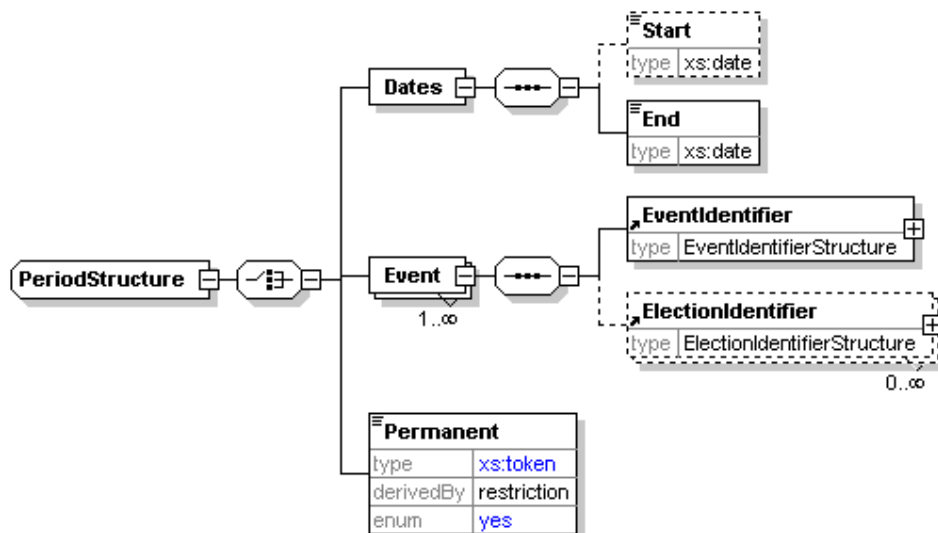 Start
type xs:date
Dates
End
type xs:date
EventIdentifier
type EventIdentifierStructure
PeriodStructure
Event
1..∞
ElectionIdentifier
type ElectionIdentifierStructure
0..∞
Permanent
type xs:token
derivedBy restriction
enum yes